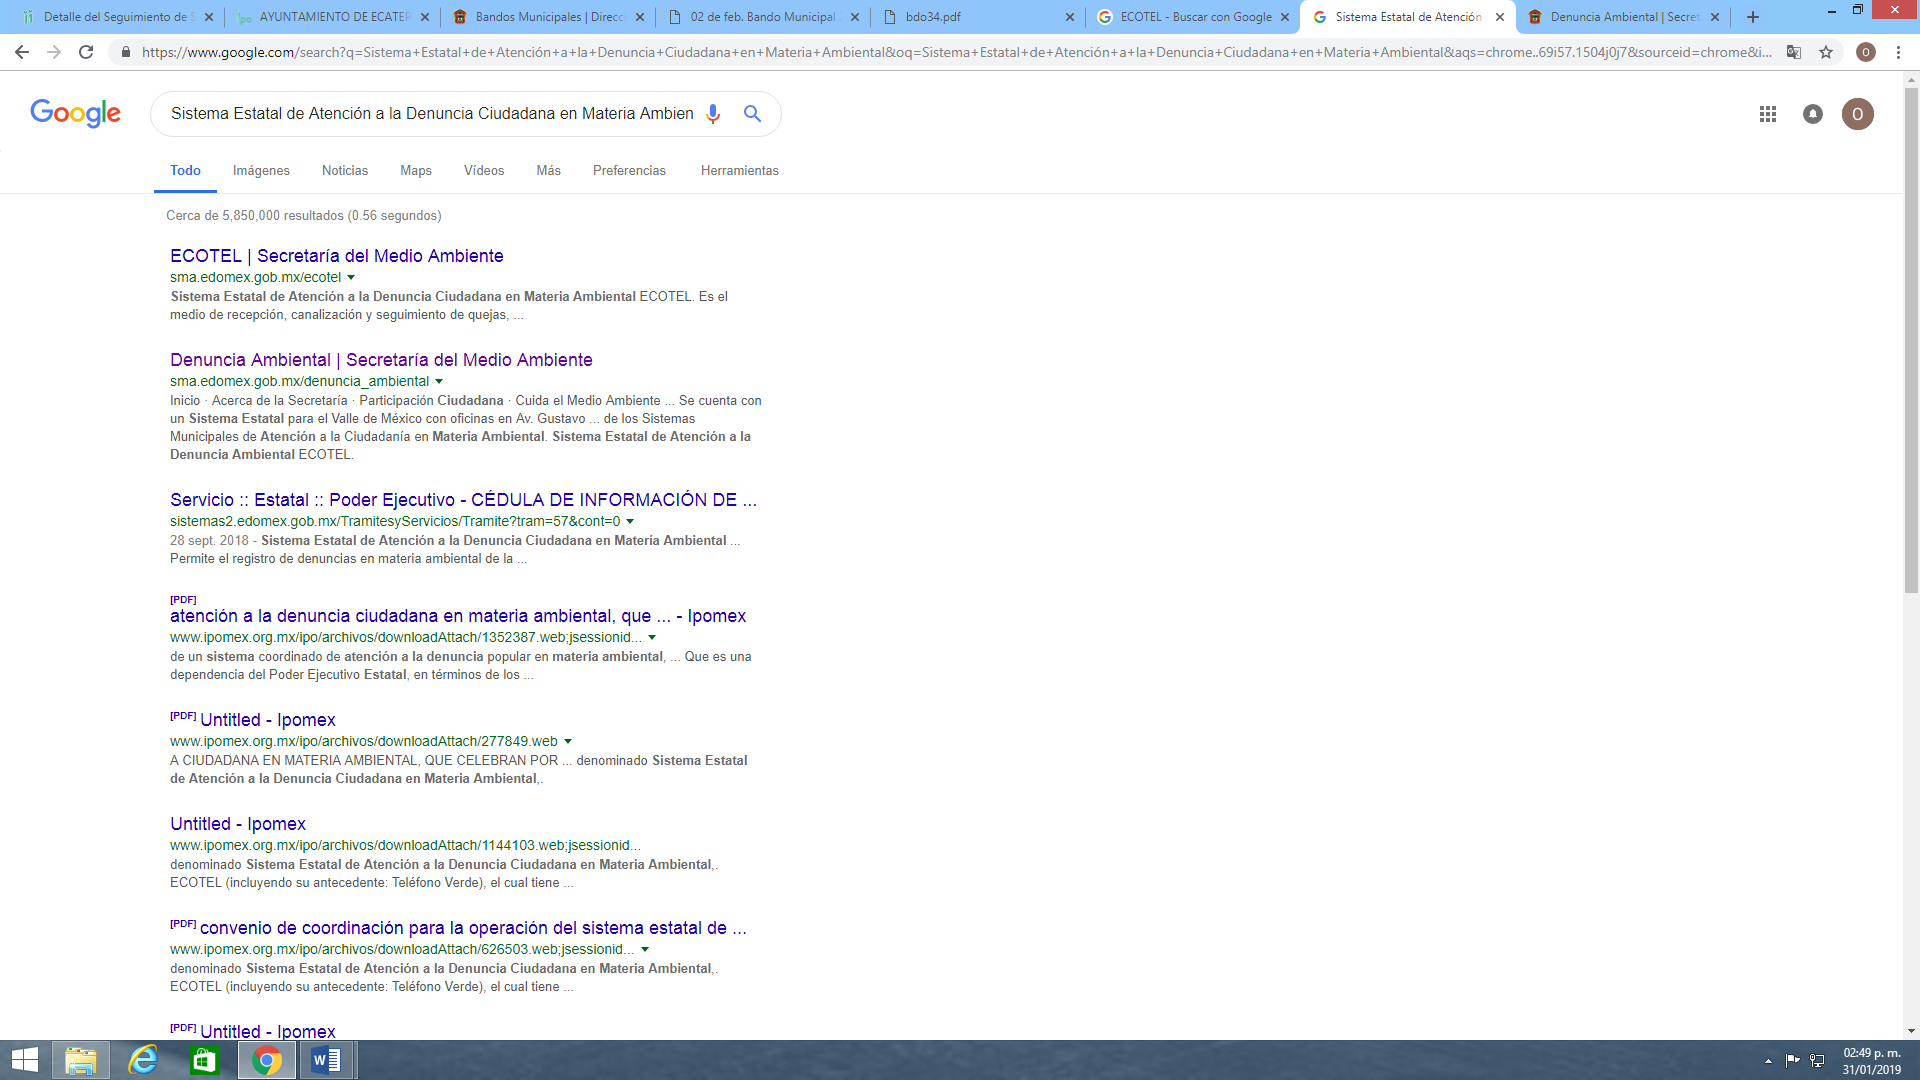 Detalle del Seguimiento de S
AYUNTAMIENTO DE ECATEP
Bandos Municipales | Direcc
02 de feb. Bando Municipal
bdo34.pdf
ECOTEL - Buscar con Google
Sistema Estatal de Atención
Denuncia Ambiental | Secret
https://www.google.com/search?q=Sistema+Estatal+de+Atención+a+la+Denuncia+Ciudadana+en+Materia+Ambiental&oq=Sistema+Estatal+de+Atención+a+la+Denuncia+Ciudadana+en+Materia+Ambiental&aqs=chrome..69i57.1504j0j7&sourceid=chrome&i...
O
Google
Sistema Estatal de Atención a la Denuncia Ciudadana en Materia Ambien
O
Todo Imágenes Noticias Maps Vídeos Más Preferencias Herramientas
Cerca de 5,850,000 resultados (0.56 segundos)
ECOTEL | Secretaría del Medio Ambiente
sma.edomex.gob.mx/ecotel
Sistema Estatal de Atención a la Denuncia Ciudadana en Materia Ambiental ECOTEL. Es el
medio de recepción, canalización y seguimiento de quejas, ...
Denuncia Ambiental | Secretaría del Medio Ambiente
sma.edomex.gob.mx/denuncia_ambiental
Inicio · Acerca de la Secretaría · Participación Ciudadana · Cuida el Medio Ambiente ... Se cuenta con
un Sistema Estatal para el Valle de México con oficinas en Av. Gustavo ... de los Sistemas
Municipales de Atención a la Ciudadanía en Materia Ambiental. Sistema Estatal de Atención a la
Denuncia Ambiental ECOTEL.
Servicio :: Estatal :: Poder Ejecutivo - CÉDULA DE INFORMACIÓN DE ...
sistemas2.edomex.gob.mx/TramitesyServicios/Tramite?tram=57&cont=0
28 sept. 2018 - Sistema Estatal de Atención a la Denuncia Ciudadana en Matería Ambiental ...
Permite el registro de denuncias en materia ambiental de la ...
[PDF]
atención a la denuncia ciudadana en materia ambiental, que ... - Ipomex
www.ipomex.org.mx/ipo/archivos/downloadAttach/1352387.web;jsessionid...
de un sistema coordinado de atención a la denuncia popular en materia ambiental, ... Que es una
dependencia del Poder Ejecutivo Estatal, en términos de los ...
[PDF] Untitled - Ipomex
www.ipomex.org.mx/ipo/archivos/downloadAttach/277849.web
A CIUDADANA EN MATERIA AMBIENTAL, QUE CELEBRAN POR ... denominado Sistema Estatal
de Atención a la Denuncia Ciudadana en Materia Ambiental,.
Untitled - Ipomex
www.ipomex.org.mx/ipo/archivos/downloadAttach/1144103.web;jsessionid...
denominado Sistema Estatal de Atención a la Denuncia Ciudadana en Materia Ambiental,.
ECOTEL (incluyendo su antecedente: Teléfono Verde), el cual tiene ...
[PDF] convenio de coordinación para la operación del sistema estatal de ...
www.ipomex.org.mx/ipo/archivos/downloadAttach/626503.web;jsessionid...
denominado Sistema Estatal de Atención a la Denuncia Ciudadana en Materia Ambiental,.
ECOTEL (incluyendo su antecedente: Teléfono Verde), el cual tiene ...
[PDF] Untitled - Ipomex
02:49 p. m.
31/01/2019